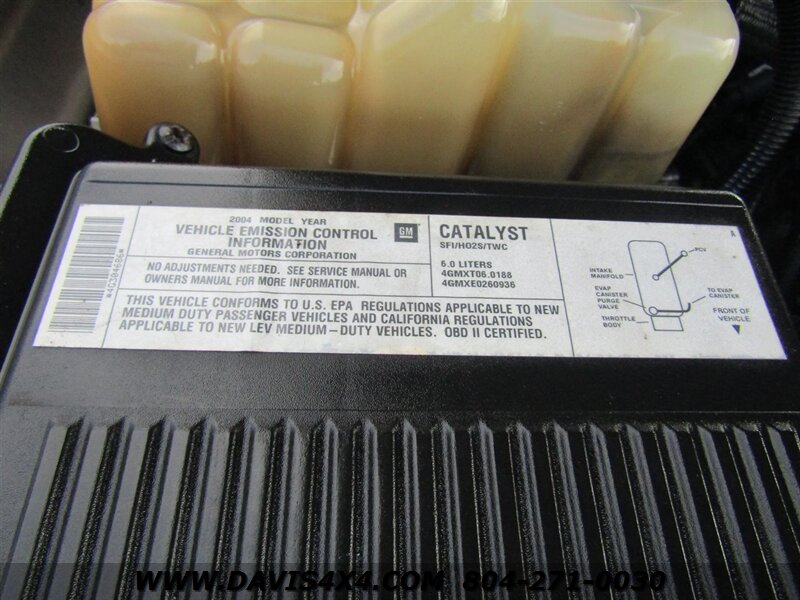 2004 MODEL YEAR
VEHICLE EMISSION CONTROL
INFORMATION
GENERAL MOTORS CORPORATION
GM
NO ADJUSTMENTS NEEDED. SEE SERVICE MANUAL OR
OWNERS MANUAL FOR MORE INFORMATION.
CATALYST
SFI/HO2S/TWC
6.0 LITERS
4GMXT06.0188
4GMXE0260936
THIS VEHICLE CONFORMS TO U.S. EPA REGULATIONS APPLICABLE TO NEW
MEDIUM DUTY PASSENGER VEHICLES AND CALIFORNIA REGULATIONS
APPLICABLE TO NEW LEV MEDIUM-DUTY VEHICLES. OBD II CERTIFIED.
*4G304686*
A
PCV
INTAKE
MANIFOLD
EVAP
CANISTER
PURGE
VALVE
THROTTLE
BODY
TO EVAP
CANISTER
FRONT OF
VEHICLE
WWW.DAVIS4X4.COM 804-271-0030